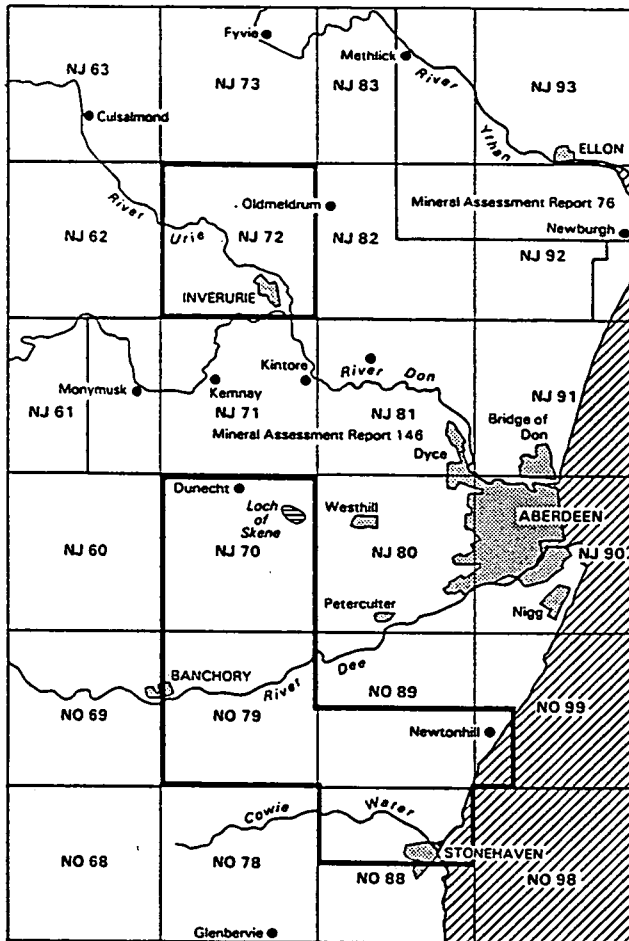 Fyvie
Methlick
NJ 63
NJ 73
NJ 83
River
NJ 93
Culsalmond
Ythan
ELLON
River
Oldmeldrum
Mineral Assessment Report 76
NJ 62
Urie
NJ 72
NJ 82
Newburgh
NJ 92
INVERURIE
Kintore
River Don
Monymusk
Kemnay
NJ 91
NJ 61
NJ 71
NJ 81
Bridge of
Don
Mineral Assessment Report 146
Dyce
Dunecht
Loch
of
Skene
Westhill
ABERDEEN
NJ 60
NJ 70
NJ 80
NJ 90
Peterculter
Nigg
BANCHORY
River
Dee
NO 89
NO 69
NO 79
NO 99
Newtonhill
Cowie
Water
STONEHAVEN
NO 68
NO 78
NO 88
NO 98
Glenbervie